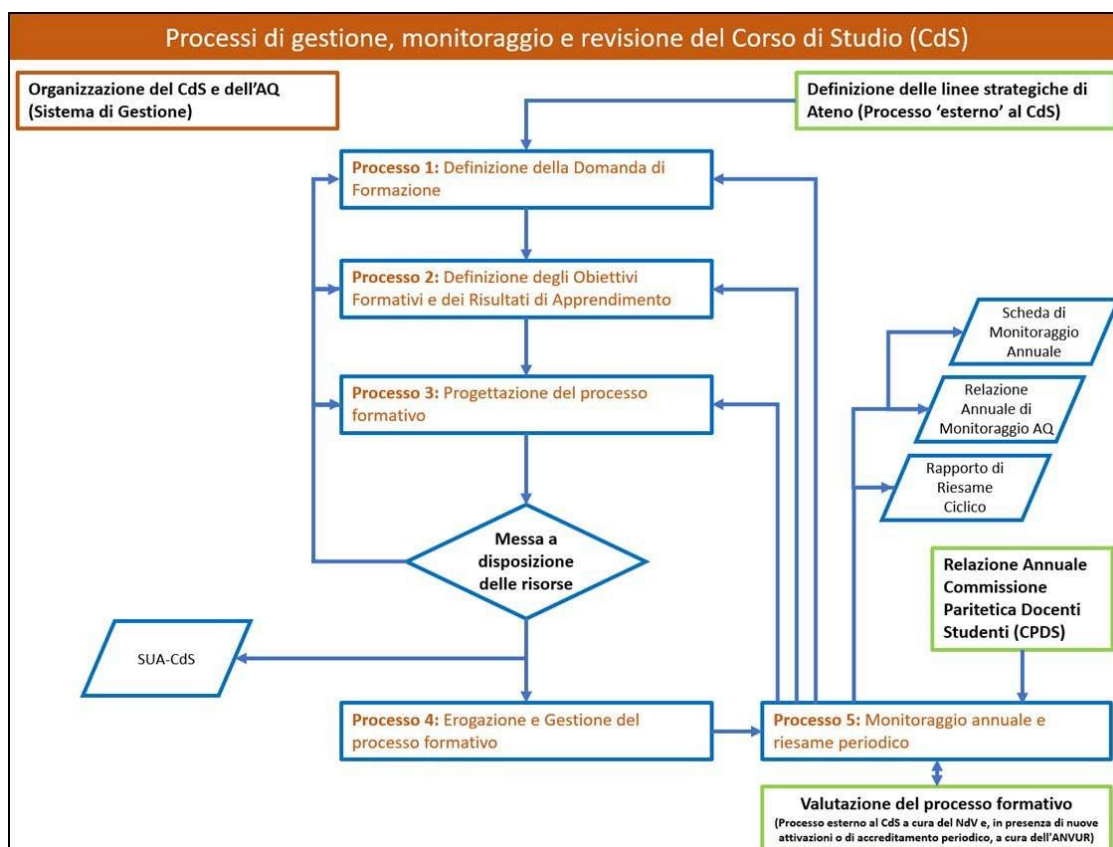 Processi di gestione, monitoraggio e revisione del Corso di Studio (CdS)
Organizzazione del CdS e dell'AQ
(Sistema di Gestione)
Definizione delle linee strategiche di
Ateno (Processo 'esterno' al CdS)
Processo 1: Definizione della Domanda di
Formazione
Processo 2: Definizione degli Obiettivi
Formativi e dei Risultati di Apprendimento
Processo 3: Progettazione del processo
formativo
Scheda di
Monitoraggio
Annuale
Relazione
Annuale di
Monitoraggio AQ
Rapporto di
Riesame
Ciclico
Messa a
disposizione
delle risorse
Relazione Annuale
Commissione
Paritetica Docenti
Studenti (CPDS)
SUA-CdS
Processo 4: Erogazione e Gestione del
processo formativo
Processo 5: Monitoraggio annuale e
riesame periodico
Valutazione del processo formativo
(Processo esterno al CdS a cura del NdV e, in presenza di nuove
attivazioni o di accreditamento periodico, a cura dell'ANVUR)